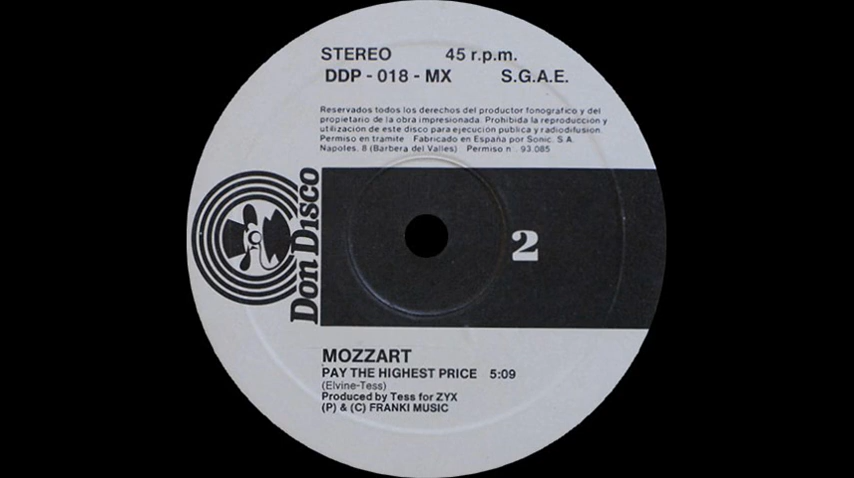 STEREO 45 r.p.m.
DDP - 018 - MX S.G.A.E.
Reservados todos los derechos del productor fonografico y del
propietario de la obra impresionada. Prohibida la reproduccion y
utilizacion de este disco para ejecucion publica y radiodifusion.
Permiso en tramite Fabricado en España por Sonic. S.A.
Napoles. 8 (Barbera del Valles) Permiso n. 93.085
Don Disco
2
MOZZART
PAY THE HIGHEST PRICE 5:09
(Elvine-Tess)
Produced by Tess for ZYX
(P) & (C) FRANKI MUSIC